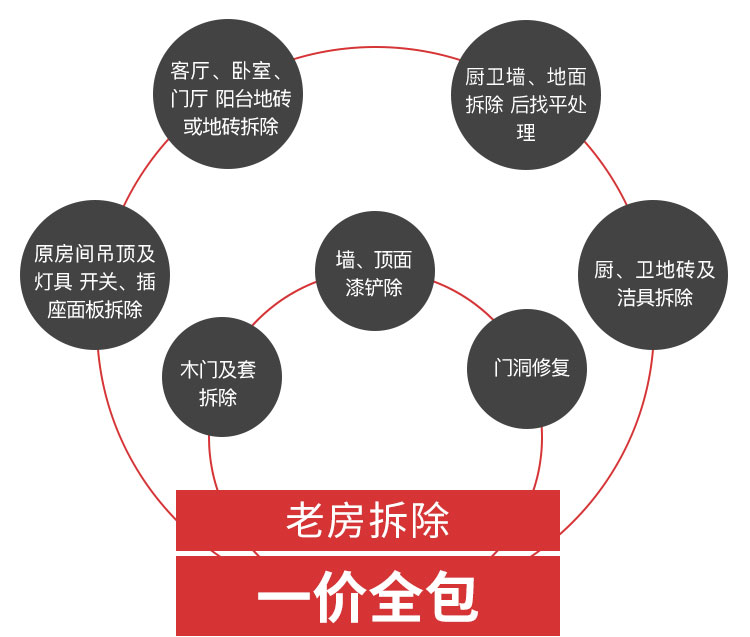 客厅、卧室、
门厅 阳台地砖
或地砖拆除
厨卫墙、地面
拆除 后找平处
理
原房间吊顶及
灯具 开关、插
座面板拆除
墙、顶面
漆铲除
厨、卫地砖及
洁具拆除
木门及套
拆除
门洞修复
老房拆除
一价全包